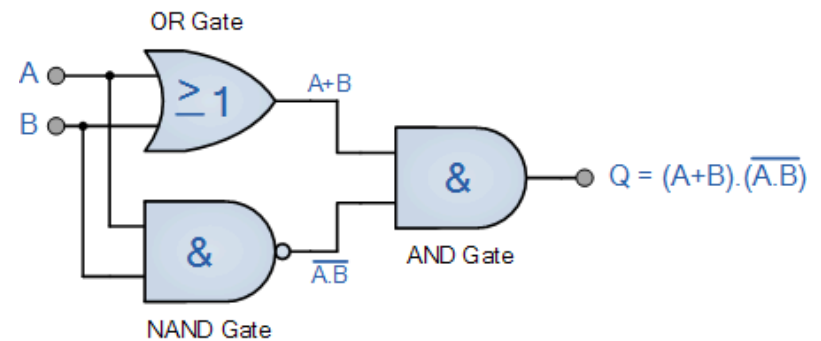 OR Gate
A
≥ 1
A+B
B
&
Q = (A+B).(A̅.̅B̅)
&
A̅.̅B̅
AND Gate
NAND Gate